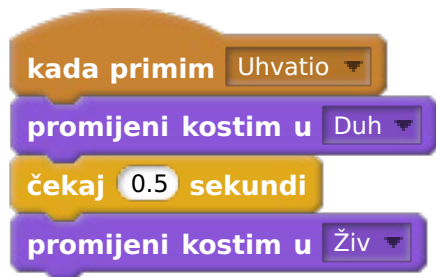 kada primim Uhvatio
promijeni kostim u Duh
čekaj 0.5 sekundi
promijeni kostim u Živ